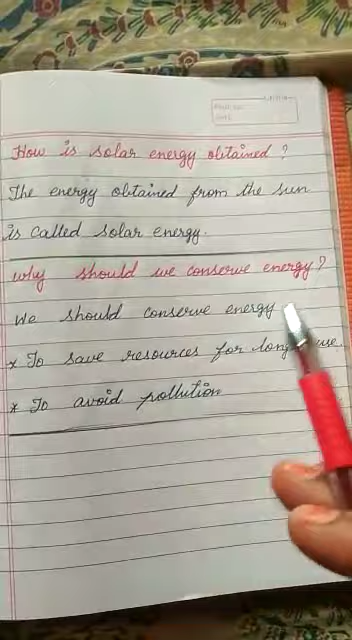 How is solar energy obtained?
The energy obtained from the sun
is called solar energy.
Why should we conserve energy?
We should conserve energy
* To save resources for long use.
* To avoid pollution